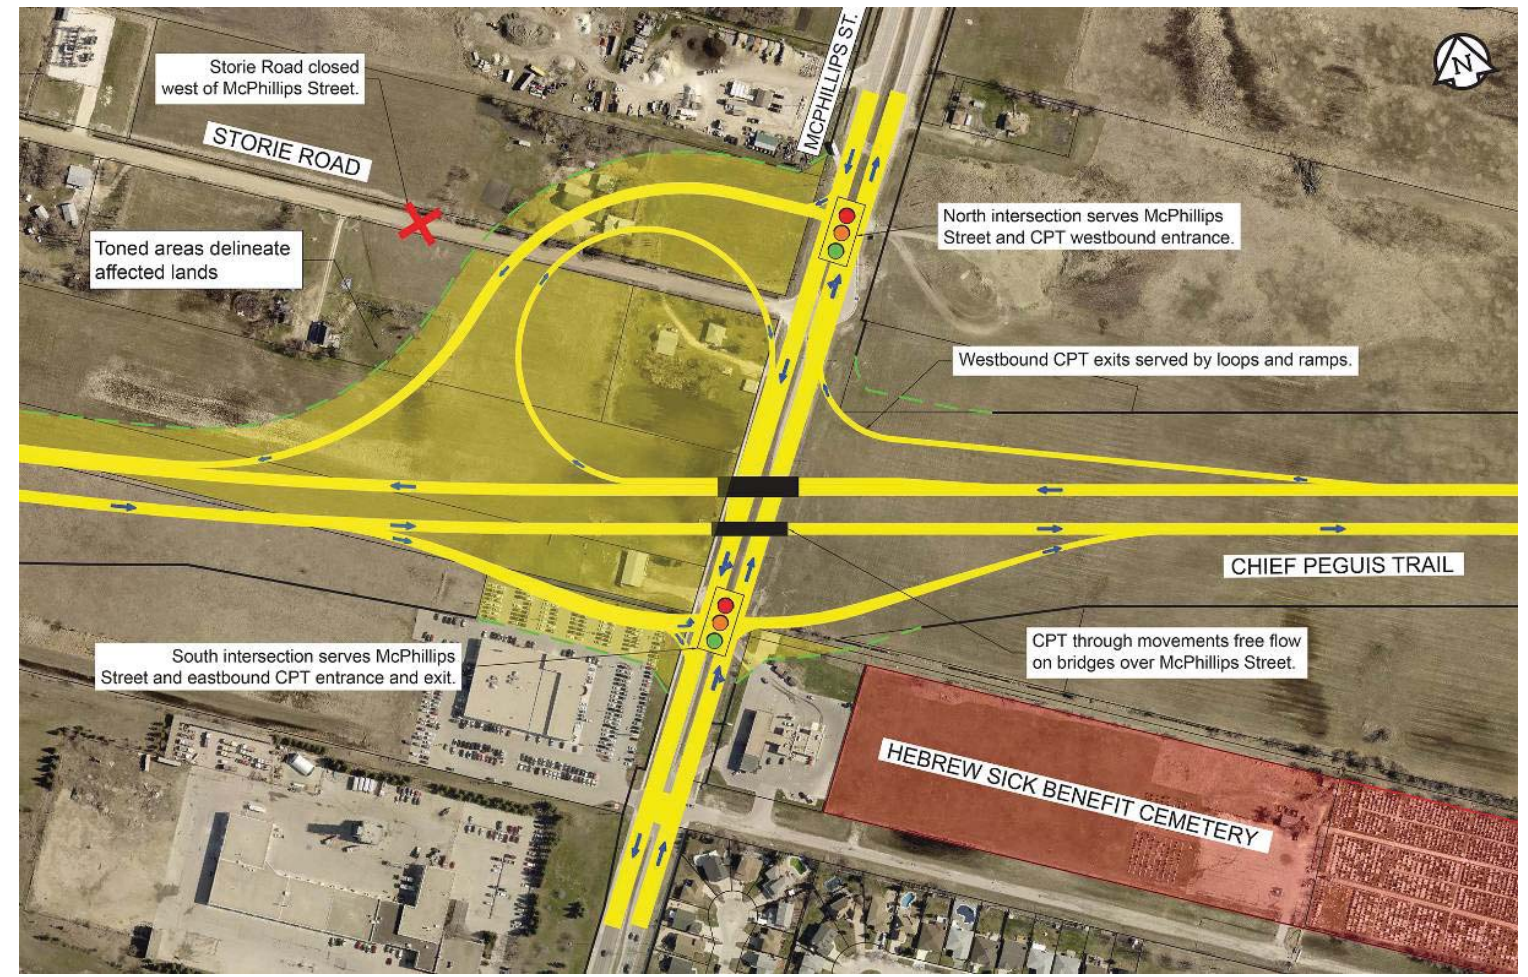 MCPHILLIPS ST.
N
Storie Road closed
west of McPhillips Street.
STORIE ROAD
Toned areas delineate
affected lands
North intersection serves McPhillips
Street and CPT westbound entrance.
Westbound CPT exits served by loops and ramps.
CHIEF PEGUIS TRAIL
South intersection serves McPhillips
Street and eastbound CPT entrance and exit.
CPT through movements free flow
on bridges over McPhillips Street.
HEBREW SICK BENEFIT CEMETERY